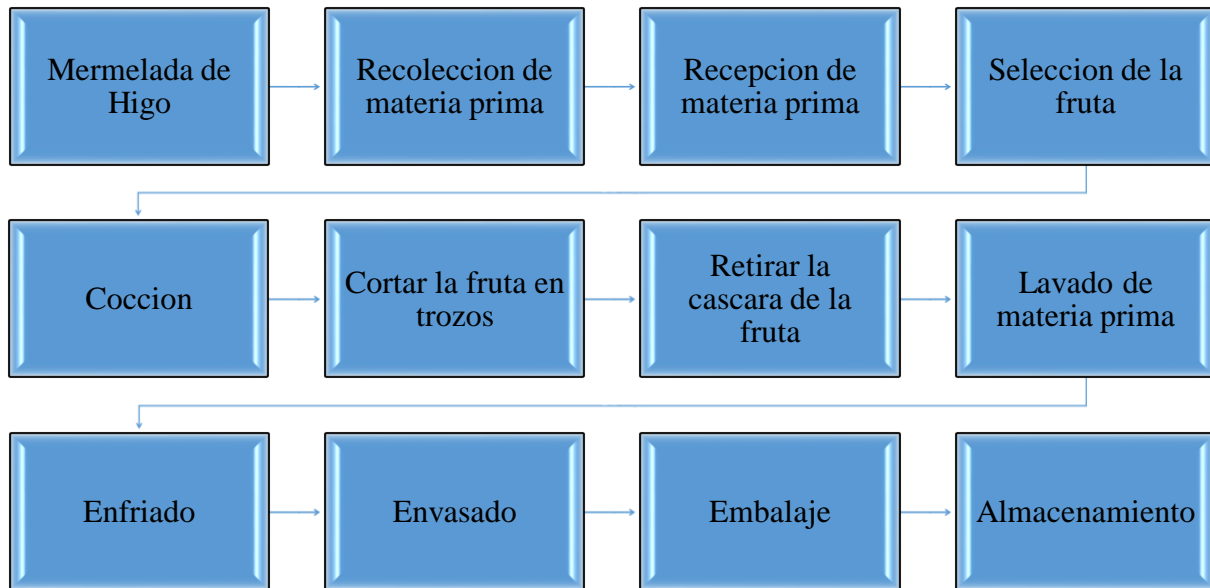 Mermelada de
Higo
Recoleccion de
materia prima
Recepcion de
materia prima
Seleccion de la
fruta
Coccion
Cortar la fruta en
trozos
Retirar la
cascara de la
fruta
Lavado de
materia prima
Enfriado
Envasado
Embalaje
Almacenamiento